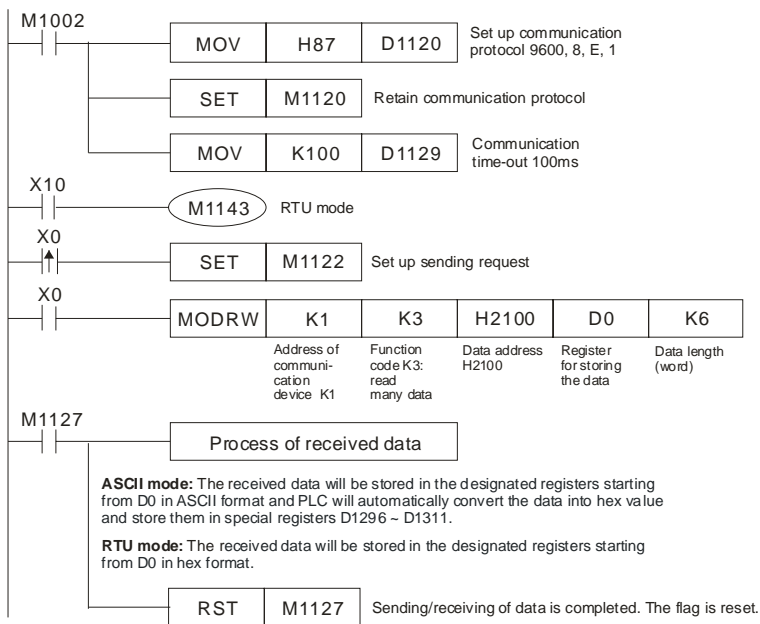 M1002
MOV H87 D1120 Set up communication
protocol 9600, 8, E, 1
SET M1120 Retain communication protocol
MOV K100 D1129 Communication
time-out 100ms
X10
M1143 RTU mode
X0
SET M1122 Set up sending request
X0
MODRW K1 K3 H2100 D0 K6
Address of
communi-
cation
device K1
Function
code K3:
read
many data
Data address
H2100
Register
for storing
the data
Data length
(word)
M1127
Process of received data
ASCII mode: The received data will be stored in the designated registers starting
from D0 in ASCII format and PLC will automatically convert the data into hex value
and store them in special registers D1296 ~ D1311.
RTU mode: The received data will be stored in the designated registers starting
from D0 in hex format.
RST M1127 Sending/receiving of data is completed. The flag is reset.